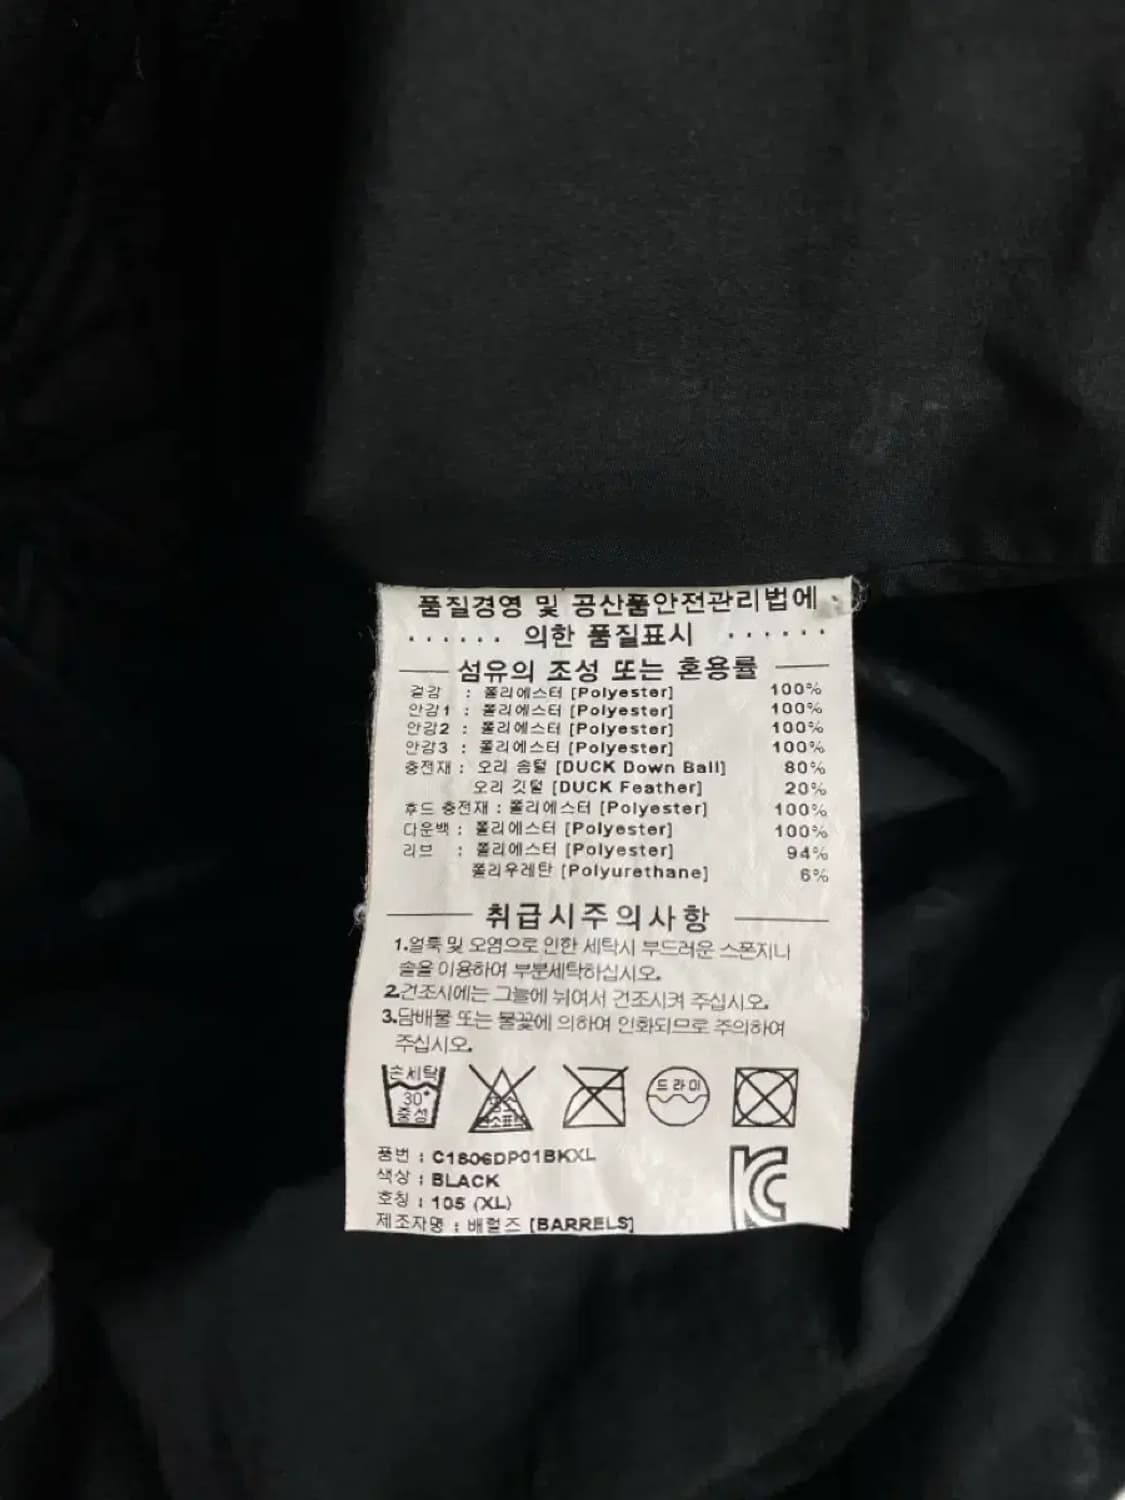 품질경영 및 공산품안전관리법에
······ 의한 품질표시 ······
섬유의 조성 또는 혼용률
겉감 : 폴리에스터 [Polyester] 100%
안감1 : 폴리에스터 [Polyester] 100%
안감2 : 폴리에스터 [Polyester] 100%
안감3 : 폴리에스터 [Polyester] 100%
충전재 : 오리 솜털 [DUCK Down Ball] 80%
오리 깃털 [DUCK Feather] 20%
후드 충전재 : 폴리에스터 [Polyester] 100%
다운백 : 폴리에스터 [Polyester] 100%
리브 : 폴리에스터 [Polyester] 94%
폴리우레탄 [Polyurethane] 6%
취급시주의사항
1.얼룩 및 오염으로 인한 세탁시 부드러운 스폰지나
솔을 이용하여 부분세탁하십시오.
2.건조시에는 그늘에 뉘여서 건조시켜 주십시오.
3.담배불 또는 불꽃에 의하여 인화되므로 주의하여
주십시오.
손세탁
30°
중성
염소
드라이
품번 : C1806DP01BKXL
색상 : BLACK
호칭 : 105 (XL)
제조자명 : 배럴즈 [BARRELS]
KC